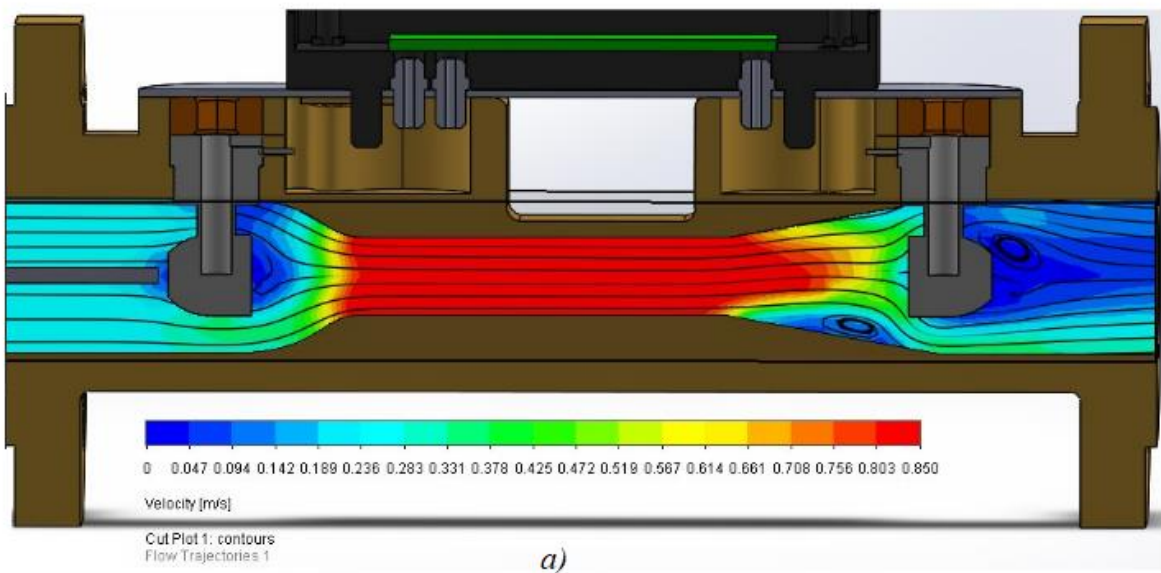 0 0.047 0.094 0.142 0.189 0.236 0.283 0.331 0.378 0.425 0.472 0.519 0.567 0.614 0.661 0.708 0.756 0.803 0.850
Velocity [m/s]
Cut Plot 1: contours
Flow Trajectories 1
a)